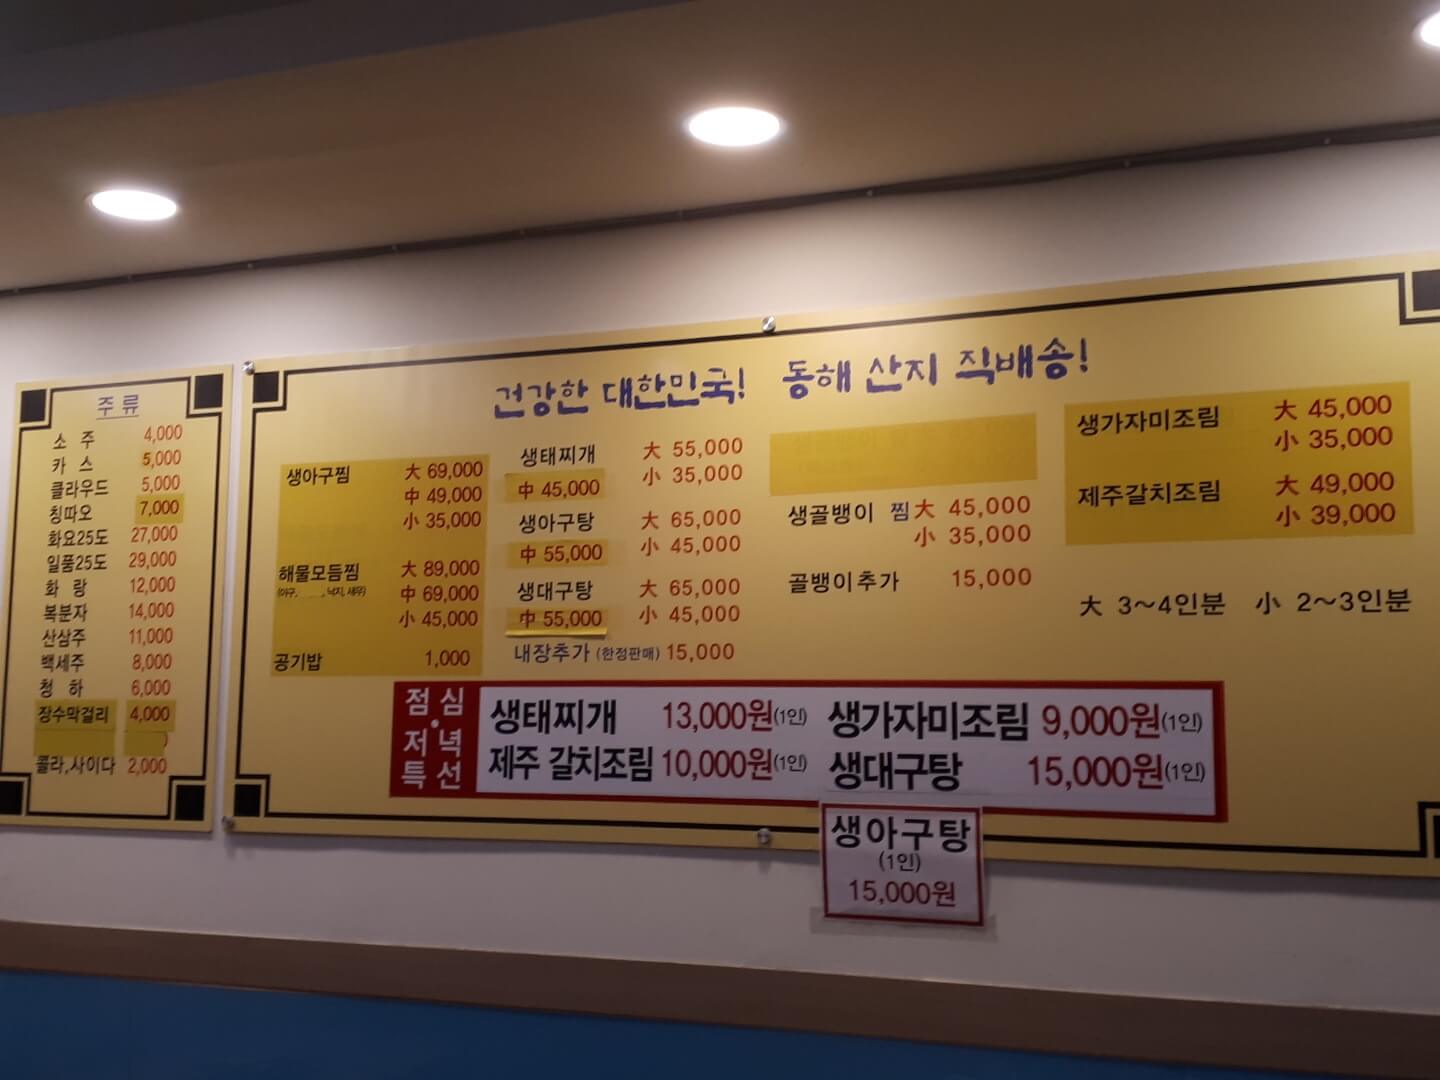 주 류
소 주 4,000
카 스 5,000
클라우드 5,000
칭따오 7,000
화요25도 27,000
일품25도 29,000
화 랑 12,000
복분자 14,000
산삼주 11,000
백세주 8,000
청 하 6,000
장수막걸리 4,000
콜라,사이다 2,000
건강한 대한민국! 동해 산지 직배송!
생아구찜 大 69,000
中 49,000
小 35,000
해물모듬찜 大 89,000
(아구, 낙지, 새우) 中 69,000
小 45,000
공기밥 1,000
생태찌개 大 55,000
中 45,000 小 35,000
생아구탕 大 65,000
中 55,000 小 45,000
생대구탕 大 65,000
中 55,000 小 45,000
내장추가 (한정판매) 15,000
생골뱅이 찜 大 45,000
小 35,000
골뱅이추가 15,000
생가자미조림 大 45,000
小 35,000
제주갈치조림 大 49,000
小 39,000
大 3~4인분 小 2~3인분
점심·저녁특선
생태찌개 13,000원(1인) 생가자미조림 9,000원(1인)
제주 갈치조림 10,000원(1인) 생대구탕 15,000원(1인)
생아구탕
(1인)
15,000원